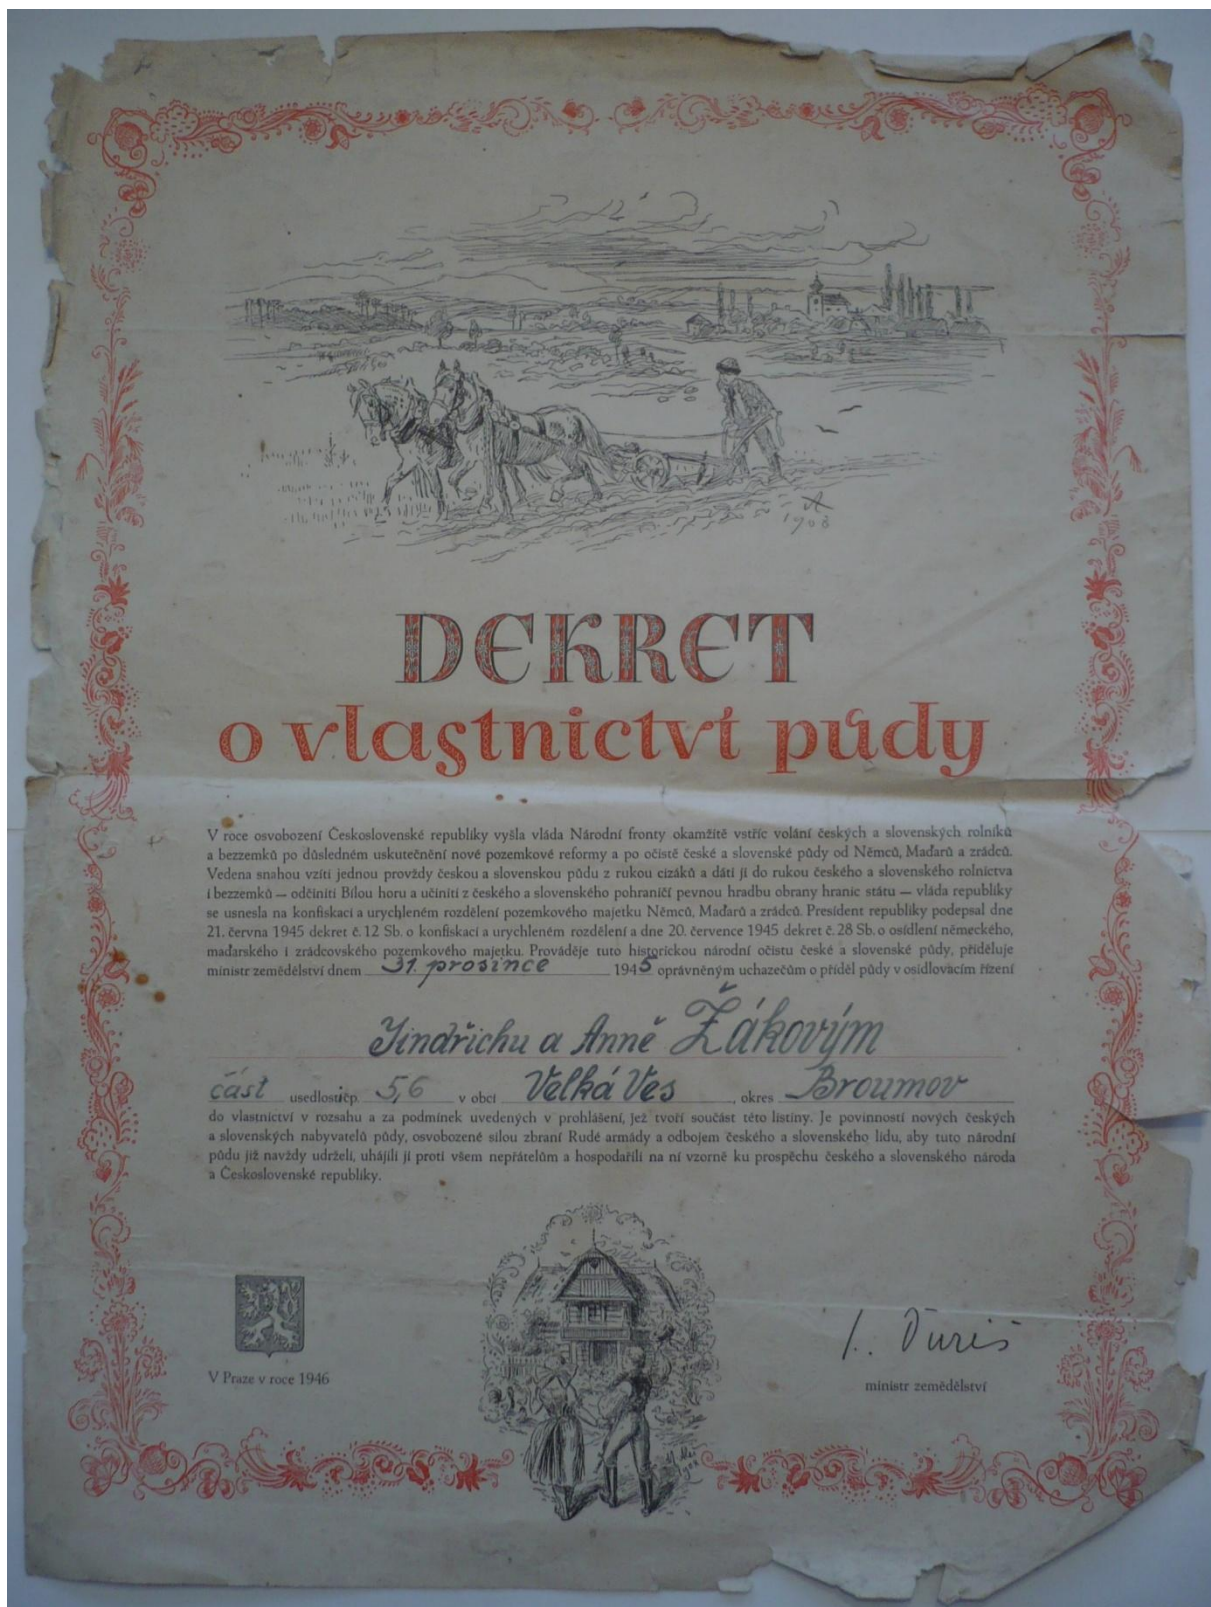 1908
DEKRET
o vlastnictví půdy
V roce osvobození Československé republiky vyšla vláda Národní fronty okamžitě vstříc volání českých a slovenských rolníků
a bezzemků po důsledném uskutečnění nové pozemkové reformy a po očistě české a slovenské půdy od Němců, Maďarů a zrádců.
Vedena snahou vzíti jednou provždy českou a slovenskou půdu z rukou cizáků a dáti ji do rukou českého a slovenského rolnictva
i bezzemků — odčiniti Bílou horu a učiniti z českého a slovenského pohraničí pevnou hradbu obrany hranic státu — vláda republiky
se usnesla na konfiskaci a urychleném rozdělení pozemkového majetku Němců, Maďarů a zrádců. President republiky podepsal dne
21. června 1945 dekret č. 12 Sb. o konfiskaci a urychleném rozdělení a dne 20. července 1945 dekret č. 28 Sb. o osídlení německého,
maďarského i zrádcovského pozemkového majetku. Prováděje tuto historickou národní očistu české a slovenské půdy, přiděluje
ministr zemědělství dnem 31. prosince 1945 oprávněným uchazečům o příděl půdy v osidlovacím řízení
Jindřichu a Anně Žákovým
část usedlosti čp. 5,6 v obci Velká Ves, okres Broumov
do vlastnictví v rozsahu a za podmínek uvedených v prohlášení, jež tvoří součást této listiny. Je povinností nových českých
a slovenských nabyvatelů půdy, osvobozené silou zbraní Rudé armády a odbojem českého a slovenského lidu, aby tuto národní
půdu již navždy udrželi, uhájili ji proti všem nepřátelům a hospodařili na ní vzorně ku prospěchu českého a slovenského národa
a Československé republiky.
J. Ďuriš
V Praze v roce 1946
ministr zemědělství